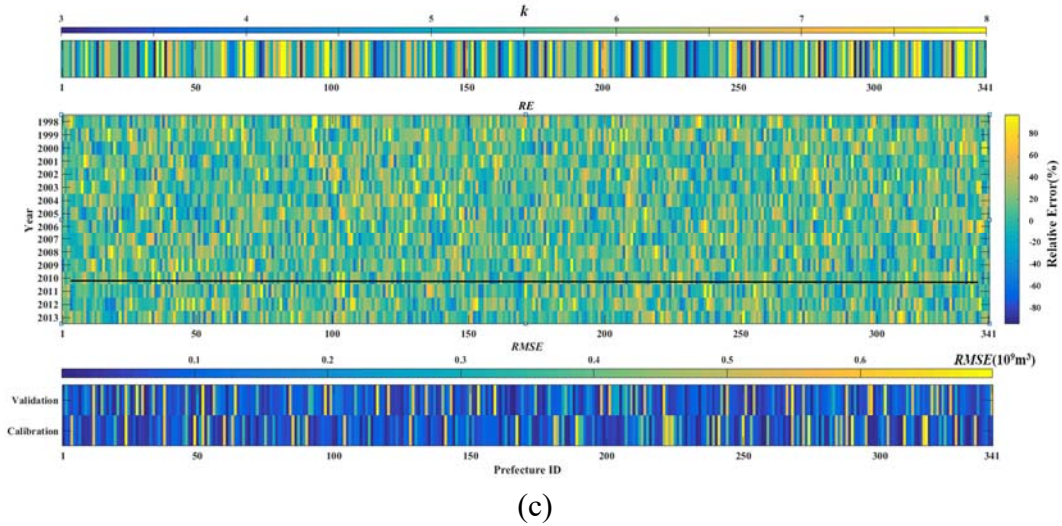 k
3 4 5 6 7 8
1 50 100 150 200 250 300 341
RE
1998
1999
2000
2001
2002
2003
2004
2005
2006
2007
2008
2009
2010
2011
2012
2013
Year
80
60
40
20
0
-20
-40
-60
-80
Relative Error(%)
1 50 100 150 200 250 300 341
RMSE
0.1 0.2 0.3 0.4 0.5 0.6 RMSE(10⁹m³)
Validation
Calibration
1 50 100 150 200 250 300 341
Prefecture ID
(c)